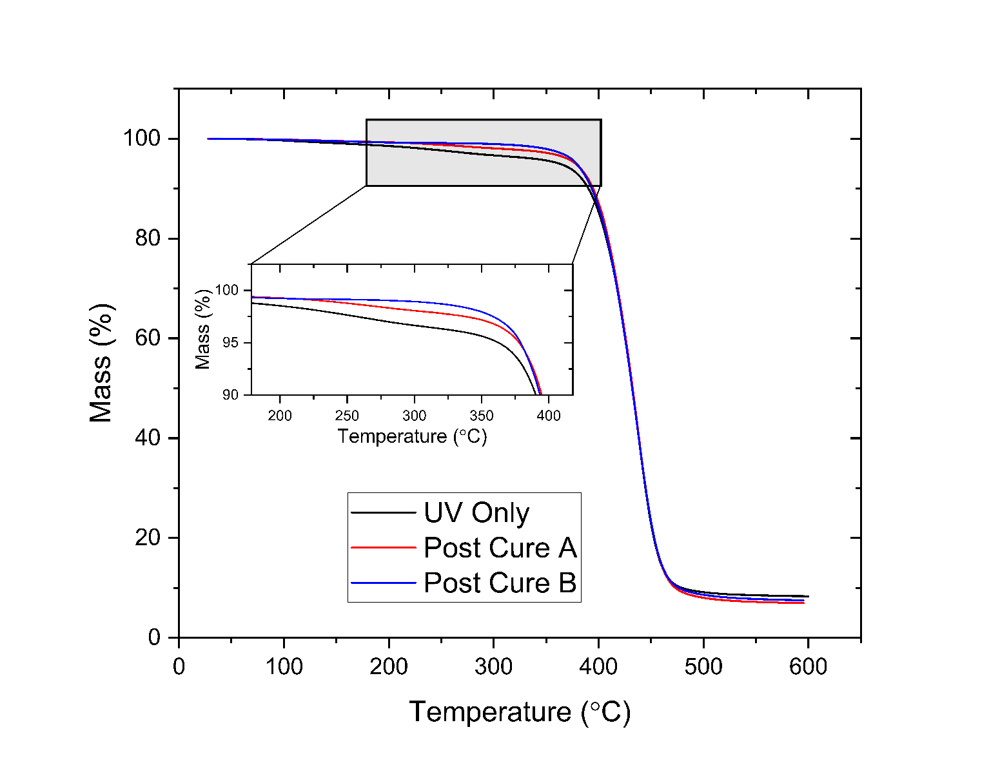 100
80
60
40
20
0
Mass (%)
0 100 200 300 400 500 600
Temperature (°C)
100
95
90
Mass (%)
200 250 300 350 400
Temperature (°C)
UV Only
Post Cure A
Post Cure B